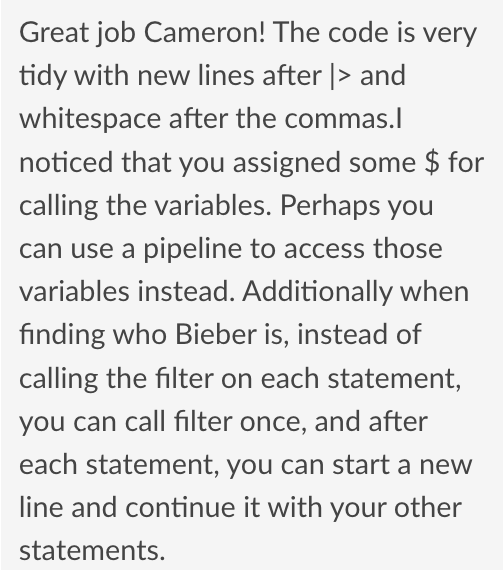 Great job Cameron! The code is very
tidy with new lines after |> and
whitespace after the commas.I
noticed that you assigned some $ for
calling the variables. Perhaps you
can use a pipeline to access those
variables instead. Additionally when
finding who Bieber is, instead of
calling the filter on each statement,
you can call filter once, and after
each statement, you can start a new
line and continue it with your other
statements.